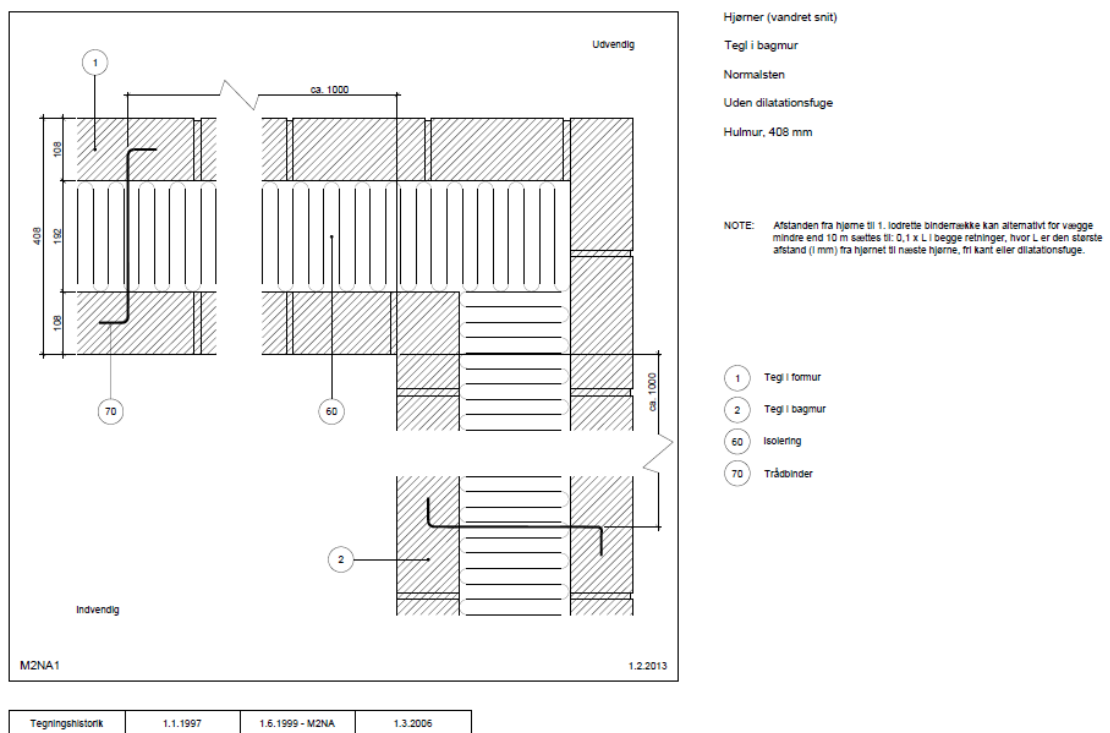 Hjørner (vandret snit)
Tegl i bagmur
Normalsten
Uden dilatationsfuge
Hulmur, 408 mm
NOTE: Afstanden fra hjørne til 1. lodrette binderrække kan alternativt for vægge
mindre end 10 m sættes til: 0,1 x L i begge retninger, hvor L er den største
afstand (i mm) fra hjørnet til næste hjørne, fri kant eller dilatationsfuge.
1 Tegl i formur
2 Tegl i bagmur
60 Isolering
70 Trådbinder
Udvendig
1
ca. 1000
108
408
192
108
70
60
ca. 1000
2
Indvendig
M2NA1
1.2.2013
Tegningshistorik 1.1.1997 1.6.1999 - M2NA 1.3.2006